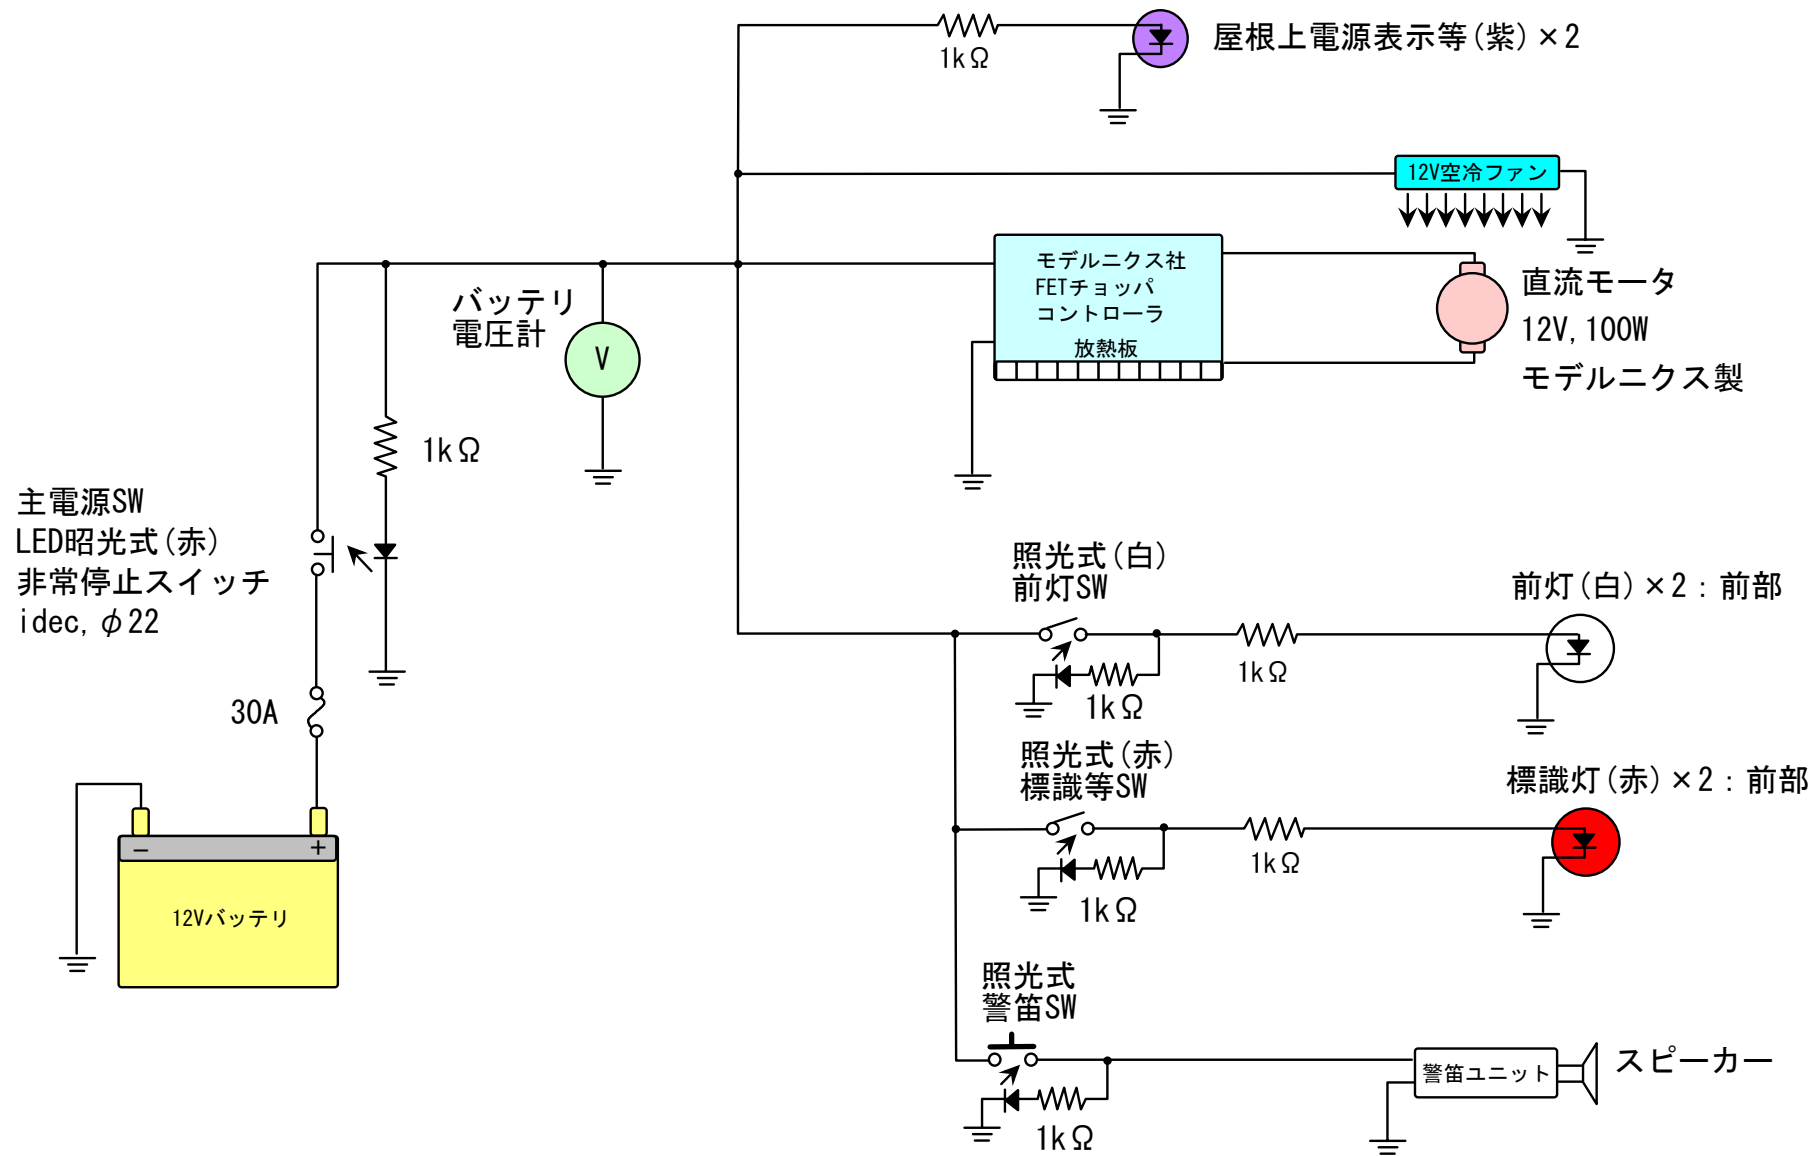 1kΩ
屋根上電源表示等(紫)×2
12V空冷ファン
モデルニクス社
FETチョッパ
コントローラ
放熱板
直流モータ
12V,100W
モデルニクス製
バッテリ
電圧計
V
1kΩ
主電源SW
LED昭光式(赤)
非常停止スイッチ
idec,φ22
30A
－
＋
12Vバッテリ
照光式(白)
前灯SW
1kΩ
1kΩ
前灯(白)×2：前部
照光式(赤)
標識等SW
1kΩ
1kΩ
標識灯(赤)×2：前部
照光式
警笛SW
1kΩ
警笛ユニット
スピーカー